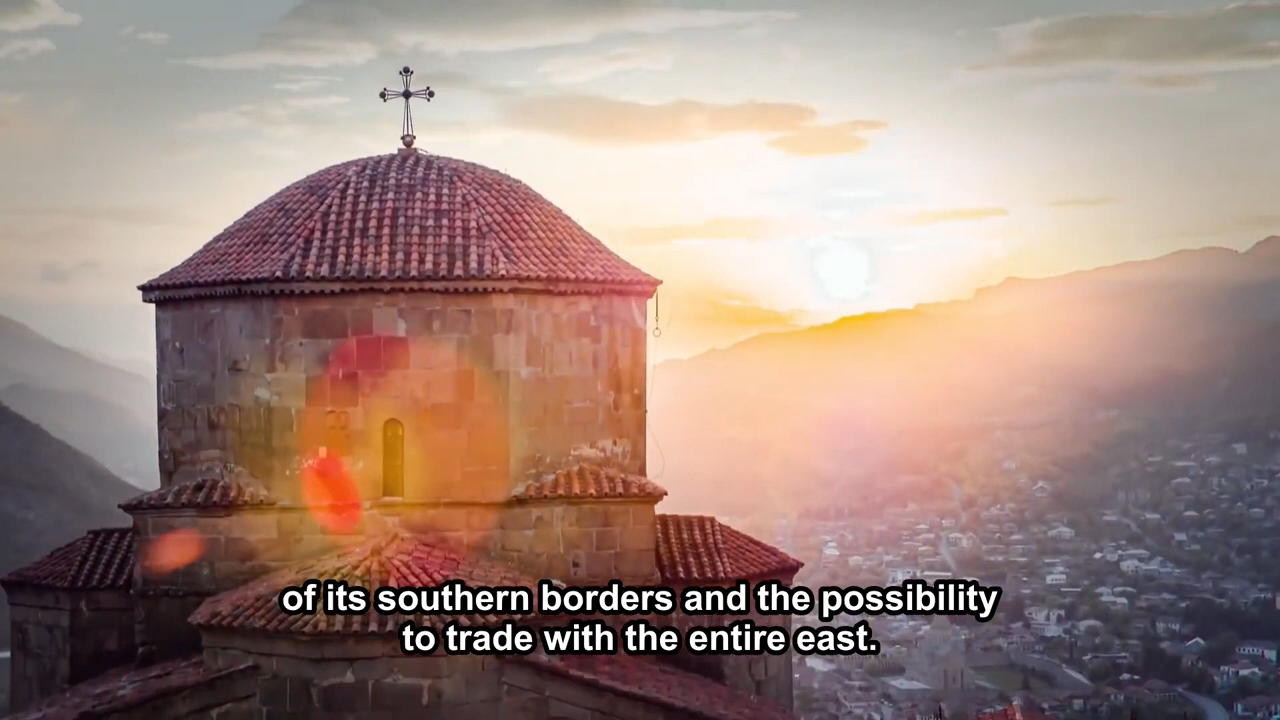 of its southern borders and the possibility
to trade with the entire east.